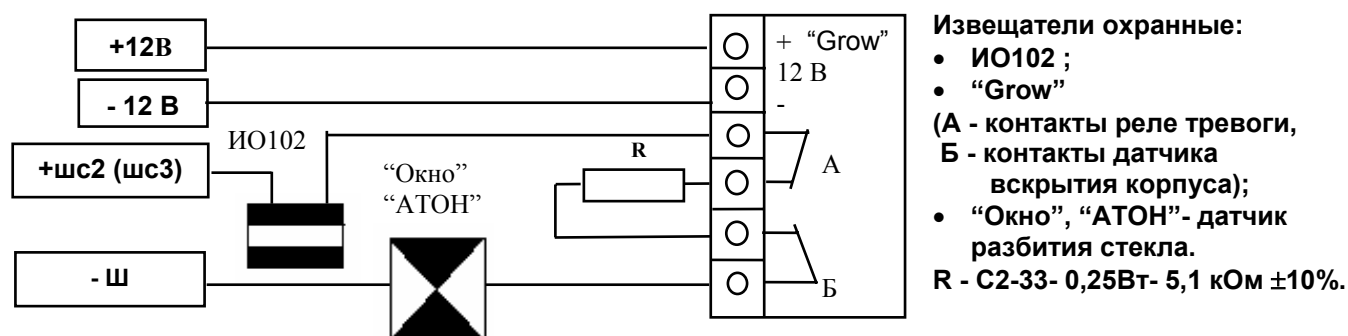 +12В
- 12 В
+шс2 (шс3)
- Ш
ИО102
“Окно”
“АТОН”
R
+ “Grow”
12 В
-
А
Б
Извещатели охранные:
• ИО102 ;
• “Grow”
(А - контакты реле тревоги,
Б - контакты датчика
вскрытия корпуса);
• “Окно”, “АТОН”- датчик
разбития стекла.
R - С2-33- 0,25Вт- 5,1 кОм ±10%.